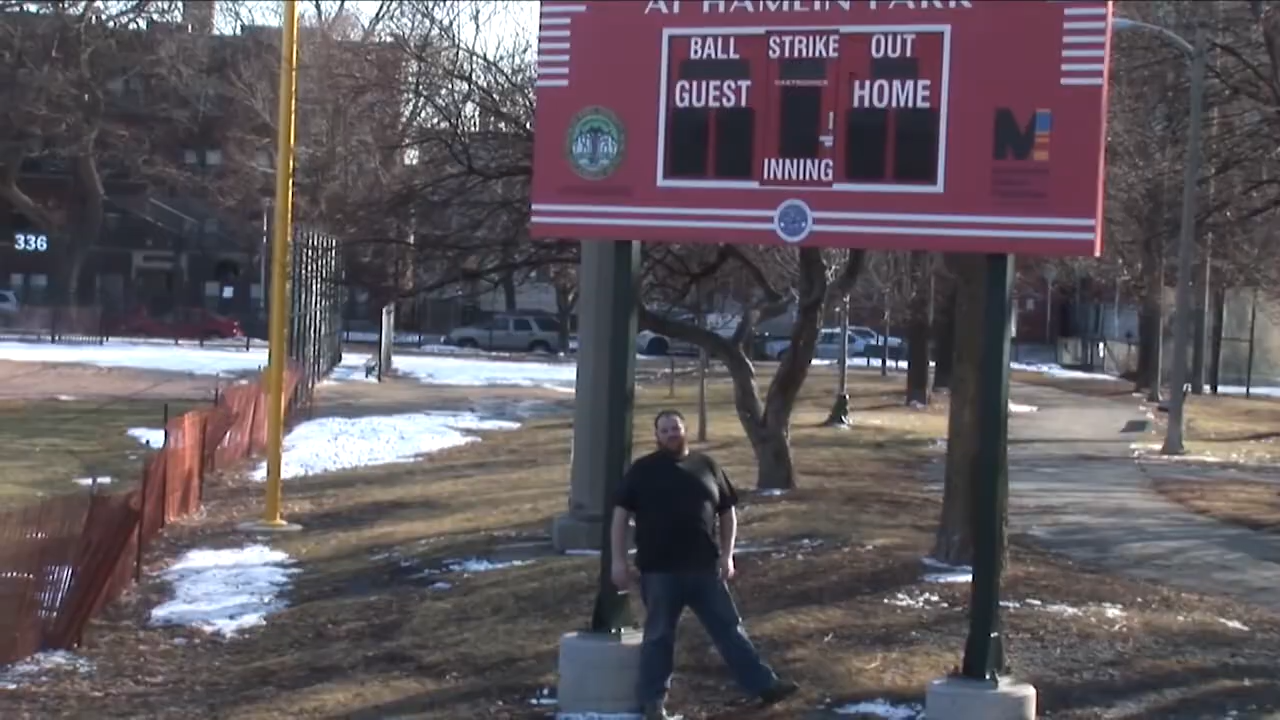 AT HAMLIN PARK
BALL STRIKE OUT
GUEST HOME
INNING
336
M